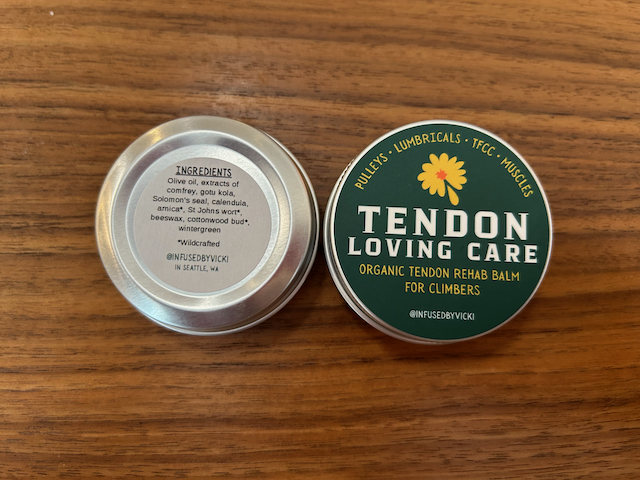 INGREDIENTS
Olive oil, extracts of
comfrey, gotu kola,
Solomon's seal, calendula,
arnica*, St Johns wort*,
beeswax, cottonwood bud*,
wintergreen
*Wildcrafted
@INFUSEDBYVICKI
IN SEATTLE, WA
PULLEYS • LUMBRICALS • TFCC • MUSCLES
TENDON
LOVING CARE
ORGANIC TENDON REHAB BALM
FOR CLIMBERS
@INFUSEDBYVICKI